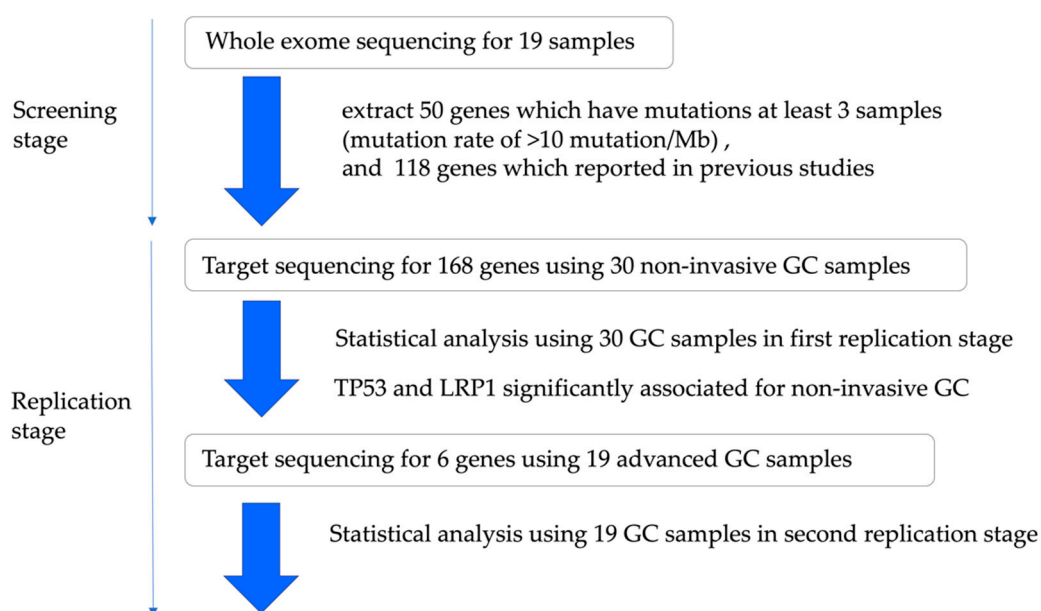 Whole exome sequencing for 19 samples
Screening
stage
extract 50 genes which have mutations at least 3 samples
(mutation rate of >10 mutation/Mb) ,
and 118 genes which reported in previous studies
Target sequencing for 168 genes using 30 non-invasive GC samples
Statistical analysis using 30 GC samples in first replication stage
TP53 and LRP1 significantly associated for non-invasive GC
Replication
stage
Target sequencing for 6 genes using 19 advanced GC samples
Statistical analysis using 19 GC samples in second replication stage